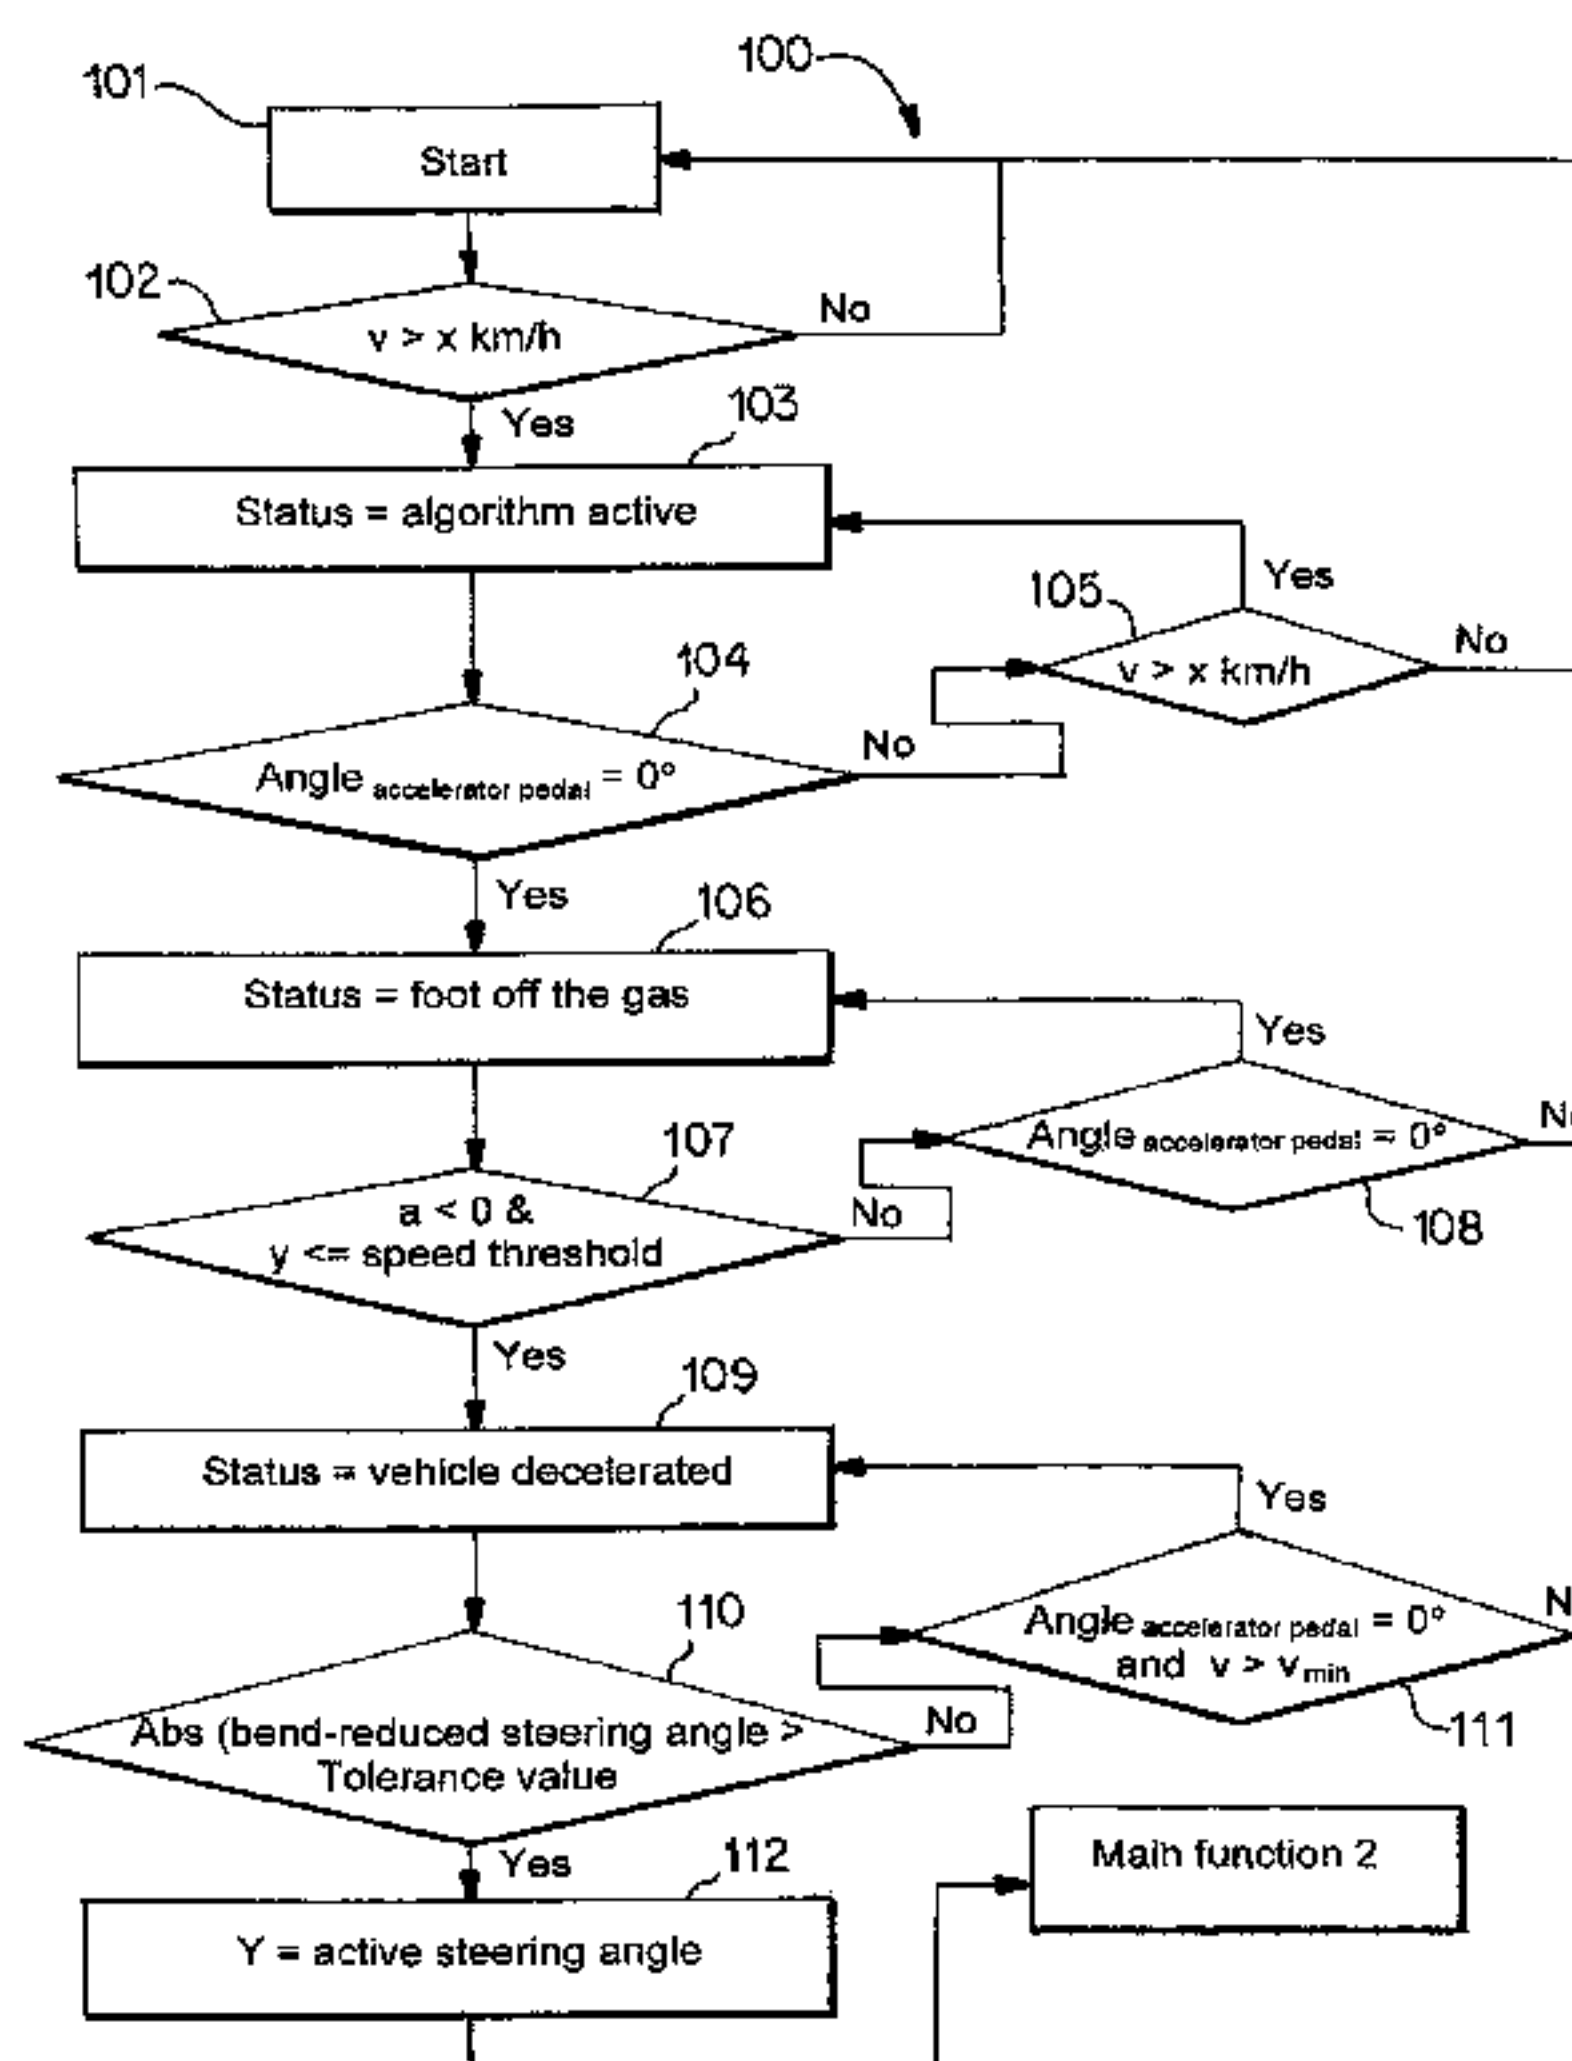 100
101
Start
102
v > x km/h
No
Yes
103
Status = algorithm active
Yes
105
v > x km/h
No
104
Angle accelerator pedal = 0°
No
Yes
106
Status = foot off the gas
Yes
Angle accelerator pedal = 0°
108
107
a < 0 &
y <= speed threshold
No
Yes
109
Status = vehicle decelerated
Yes
Angle accelerator pedal = 0°
and v > v min
111
110
Abs (bend-reduced steering angle >
Tolerance value
No
Yes
112
Y = active steering angle
Main function 2